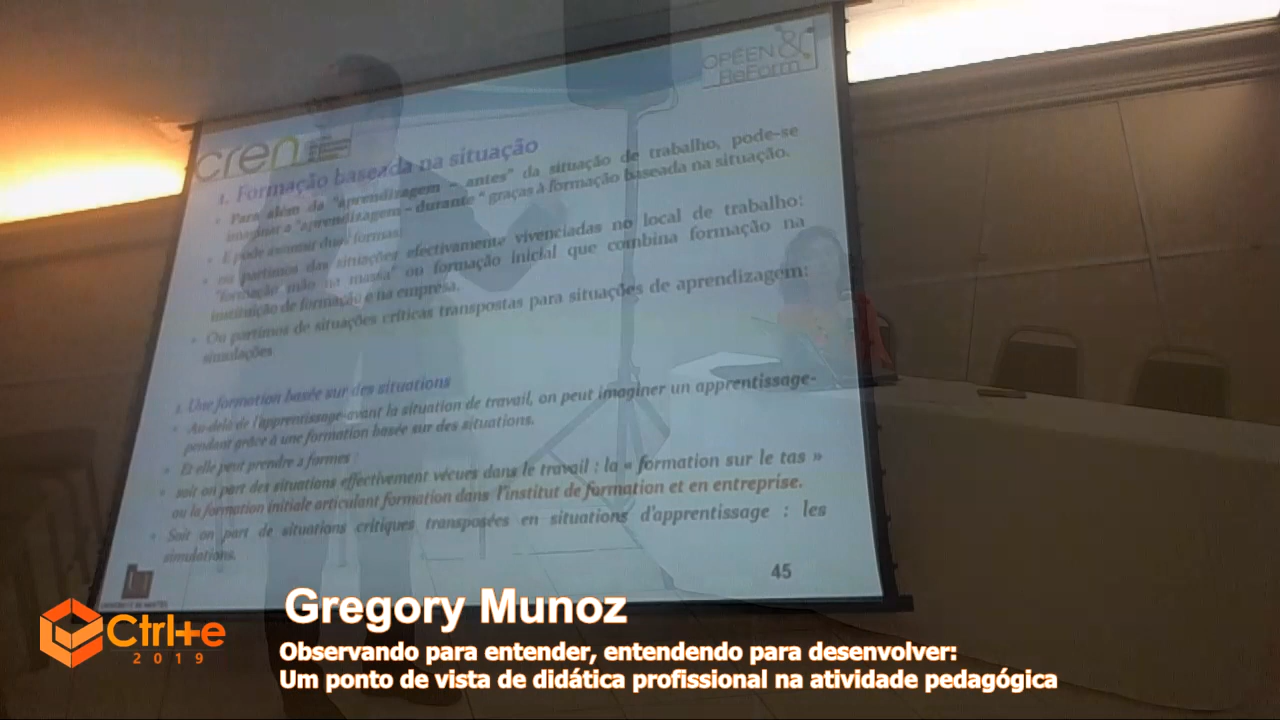 OPÉEN &
ReForm
cren
1. Formação baseada na situação
Para além da "aprendizagem – antes" da situação de trabalho, pode-se
imaginar a "aprendizagem – durante" graças à formação baseada na situação.
E pode assumir duas formas:
ou partimos das situações efectivamente vivenciadas no local de trabalho:
"formação mão na massa" ou formação inicial que combina formação na
instituição de formação e na empresa.
Ou partimos de situações críticas transpostas para situações de aprendizagem:
simulações
1. Une formation basée sur des situations
Au-delà de l'apprentissage-avant la situation de travail, on peut imaginer un apprentissage-
pendant grâce à une formation basée sur des situations.
Et elle peut prendre 2 formes :
soit on part des situations effectivement vécues dans le travail : la « formation sur le tas »
ou la formation initiale articulant formation dans l'institut de formation et en entreprise.
Soit on part de situations critiques transposées en situations d'apprentissage : les
simulations.
45
UNIVERSITÉ DE NANTES
Gregory Munoz
Ctrl+e
2019
Observando para entender, entendendo para desenvolver:
Um ponto de vista de didática profissional na atividade pedagógica